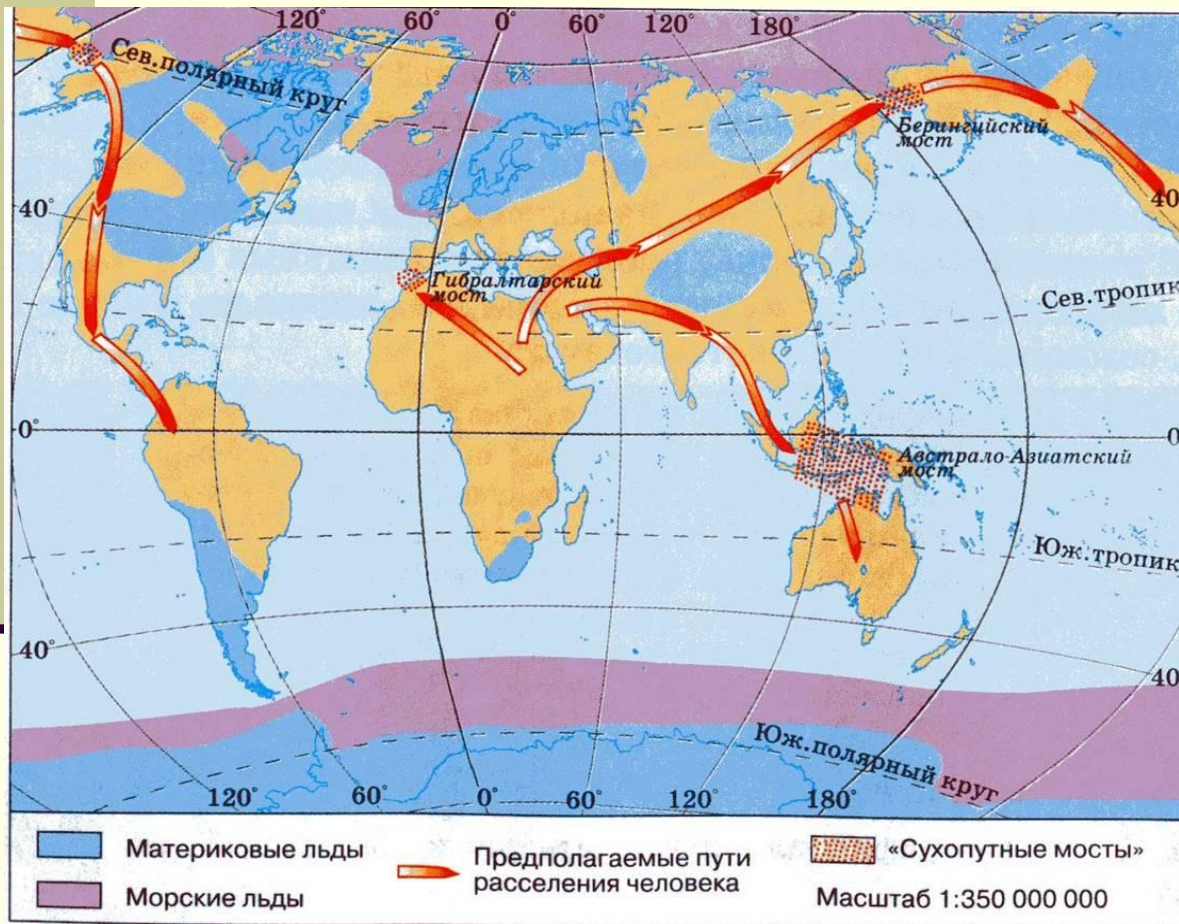 120° 60° 0° 60° 120° 180°
Сев.полярный круг
Берингийский
мост
40°
40
Гибралтарский
мост
Сев.тропик
0°
0
Австрало-Азиатский
мост
Юж.тропик
40°
40
Юж.полярный круг
120° 60° 0° 60° 120° 180°
Материковые льды
Морские льды
Предполагаемые пути
расселения человека
«Сухопутные мосты»
Масштаб 1:350 000 000